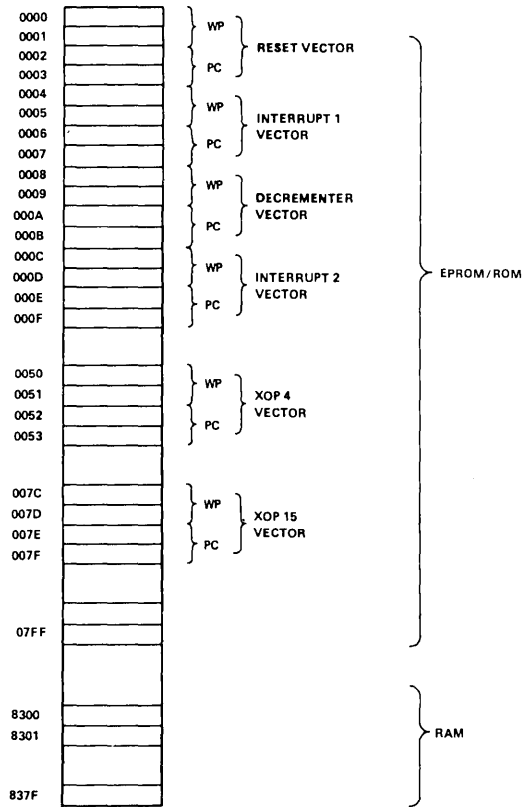 0000
0001
WP
RESET VECTOR
0002
0003
PC
0004
0005
WP
INTERRUPT 1
VECTOR
0006
0007
PC
0008
0009
WP
DECREMENTER
VECTOR
000A
000B
PC
000C
000D
WP
INTERRUPT 2
VECTOR
000E
000F
PC
EPROM/ROM
0050
0051
WP
XOP 4
VECTOR
0052
0053
PC
007C
007D
WP
XOP 15
VECTOR
007E
007F
PC
07FF
8300
8301
RAM
837F